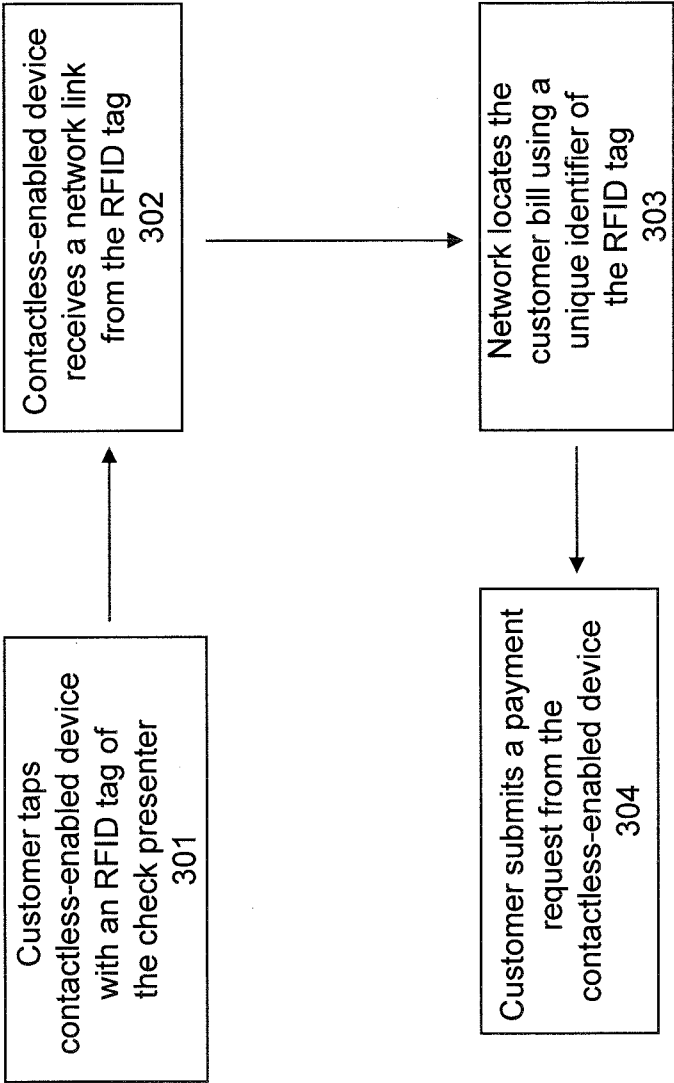 Customer taps
contactless-enabled device
with an RFID tag of
the check presenter
301
Contactless-enabled device
receives a network link
from the RFID tag
302
Network locates the
customer bill using a
unique identifier of
the RFID tag
303
Customer submits a payment
request from the
contactless-enabled device
304